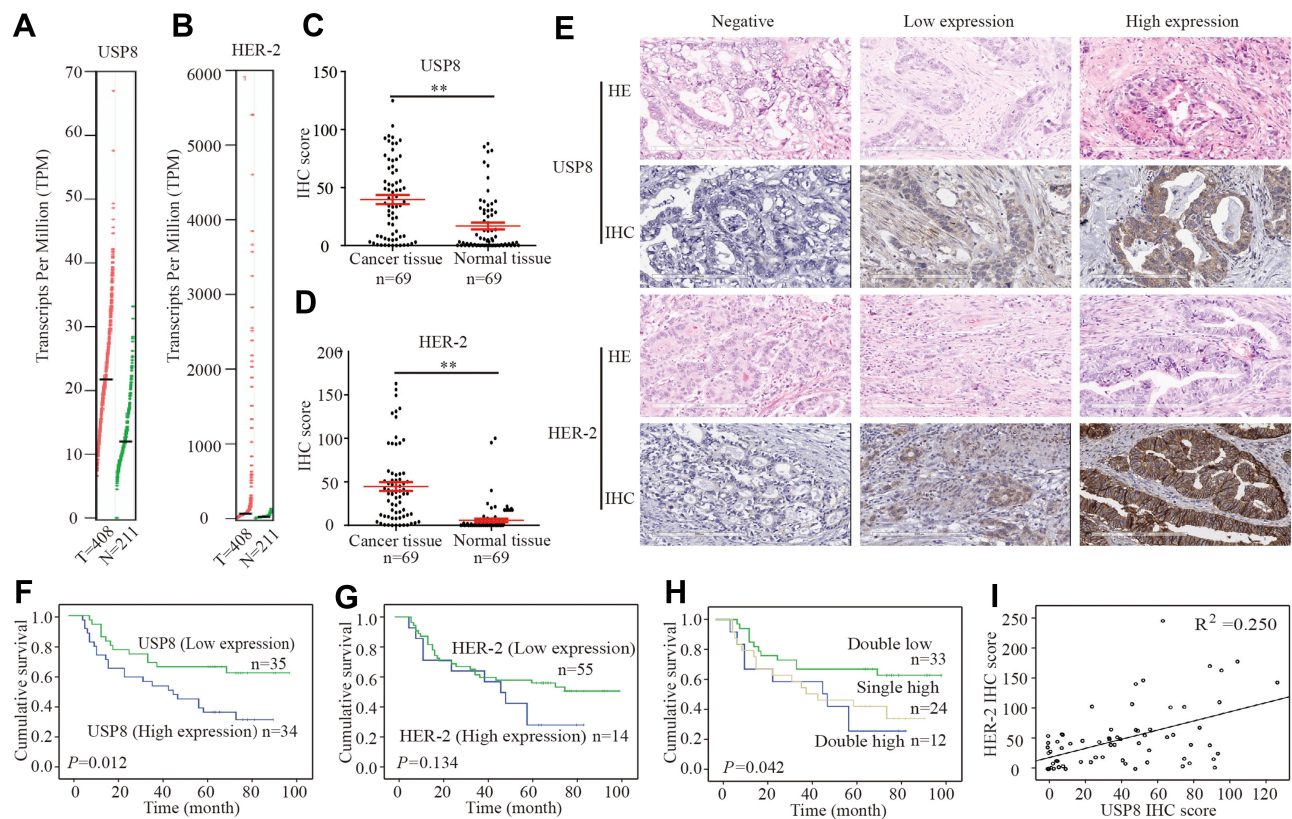 A
USP8
Transcripts Per Million (TPM)
70
60
50
40
30
20
10
0
T=408
N=211
B
HER-2
Transcripts Per Million (TPM)
6000
5000
4000
3000
2000
1000
0
T=408
N=211
C
USP8
**
IHC score
150
100
50
0
Cancer tissue
n=69
Normal tissue
n=69
D
HER-2
**
IHC score
200
150
100
50
0
Cancer tissue
n=69
Normal tissue
n=69
E
Negative
Low expression
High expression
HE
USP8
IHC
HE
HER-2
IHC
F
Cumulative survival
1.0
0.8
0.6
0.4
0.2
0.0
USP8 (Low expression)
n=35
USP8 (High expression) n=34
P=0.012
0 20 40 60 80 100
Time (month)
G
Cumulative survival
1.0
0.8
0.6
0.4
0.2
0.0
HER-2 (Low expression)
n=55
HER-2 (High expression) n=14
P=0.134
0 20 40 60 80 100
Time (month)
H
Cumulative survival
1.0
0.8
0.6
0.4
0.2
0.0
Double low
n=33
Single high
n=24
Double high n=12
P=0.042
0 20 40 60 80 100
Time (month)
I
HER-2 IHC score
250
200
150
100
50
0
R² =0.250
0 20 40 60 80 100 120
USP8 IHC score